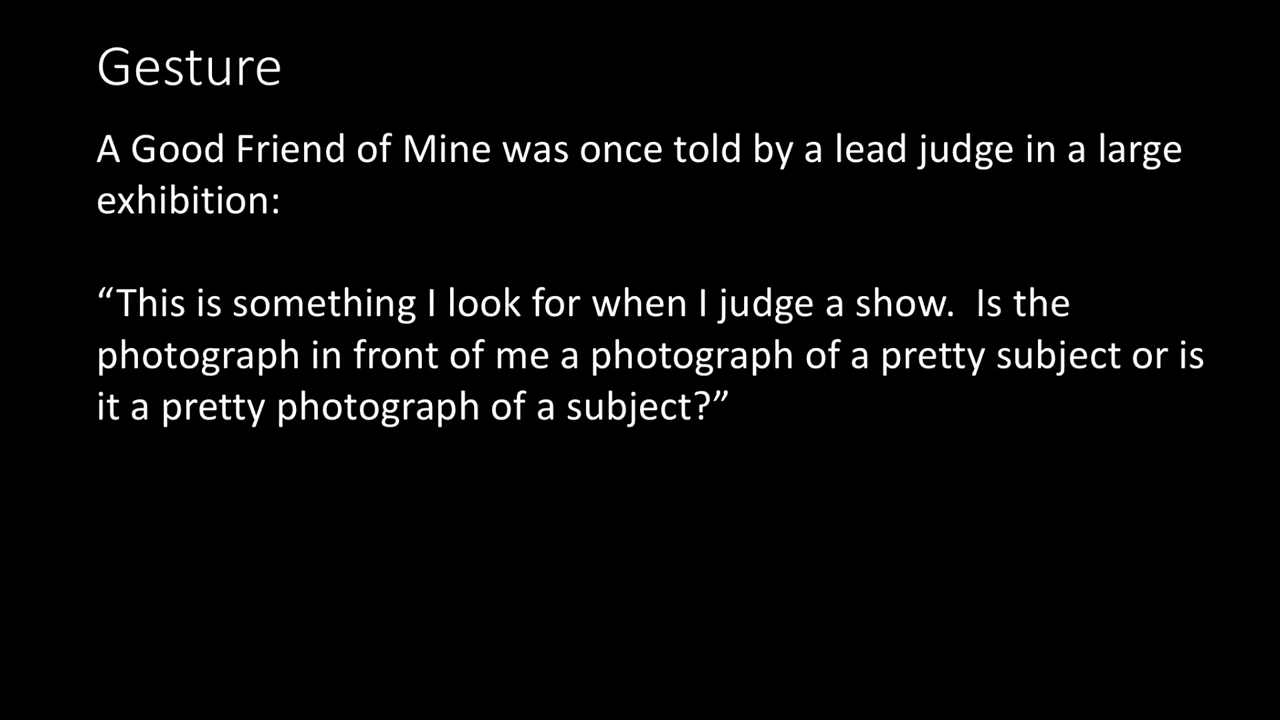 Gesture
A Good Friend of Mine was once told by a lead judge in a large
exhibition:
“This is something I look for when I judge a show.  Is the
photograph in front of me a photograph of a pretty subject or is
it a pretty photograph of a subject?”